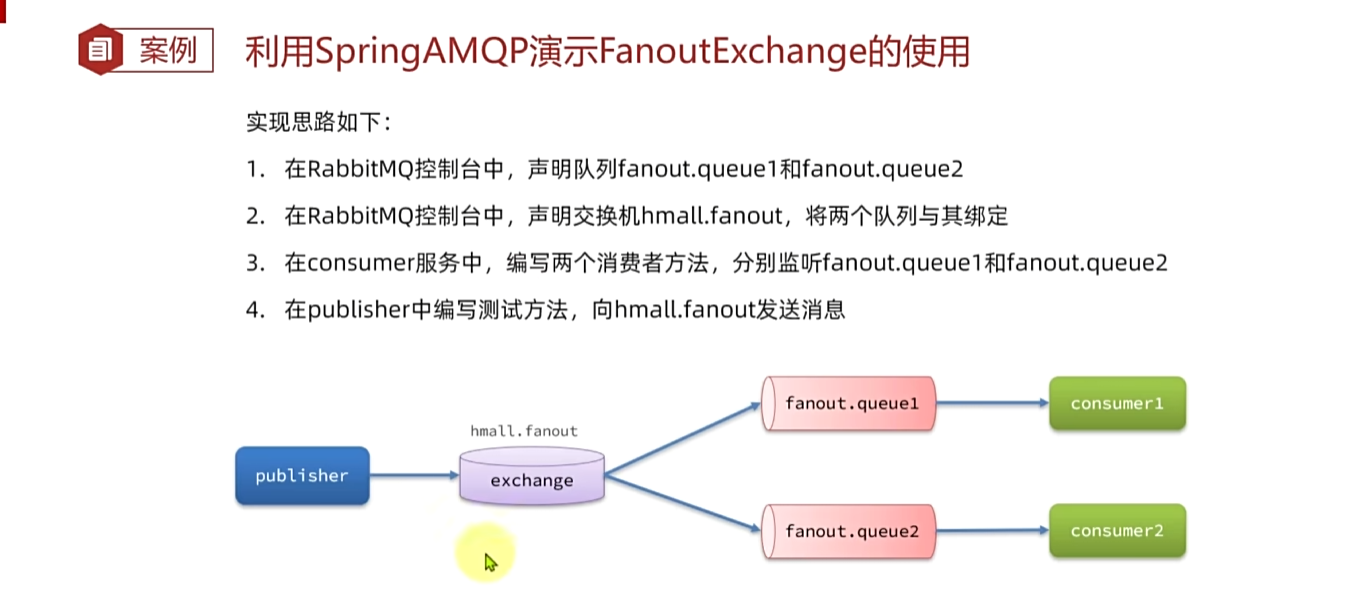 案例
利用SpringAMQP演示FanoutExchange的使用
实现思路如下：
1. 在RabbitMQ控制台中，声明队列fanout.queue1和fanout.queue2
2. 在RabbitMQ控制台中，声明交换机hmall.fanout，将两个队列与其绑定
3. 在consumer服务中，编写两个消费者方法，分别监听fanout.queue1和fanout.queue2
4. 在publisher中编写测试方法，向hmall.fanout发送消息
fanout.queue1
consumer1
hmall.fanout
publisher
exchange
fanout.queue2
consumer2